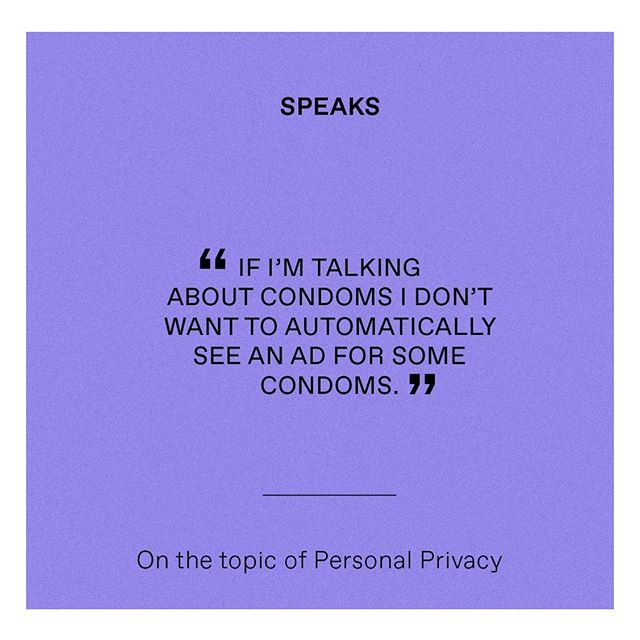 SPEAKS
“ IF I’M TALKING
ABOUT CONDOMS I DON’T
WANT TO AUTOMATICALLY
SEE AN AD FOR SOME
CONDOMS. ”
On the topic of Personal Privacy